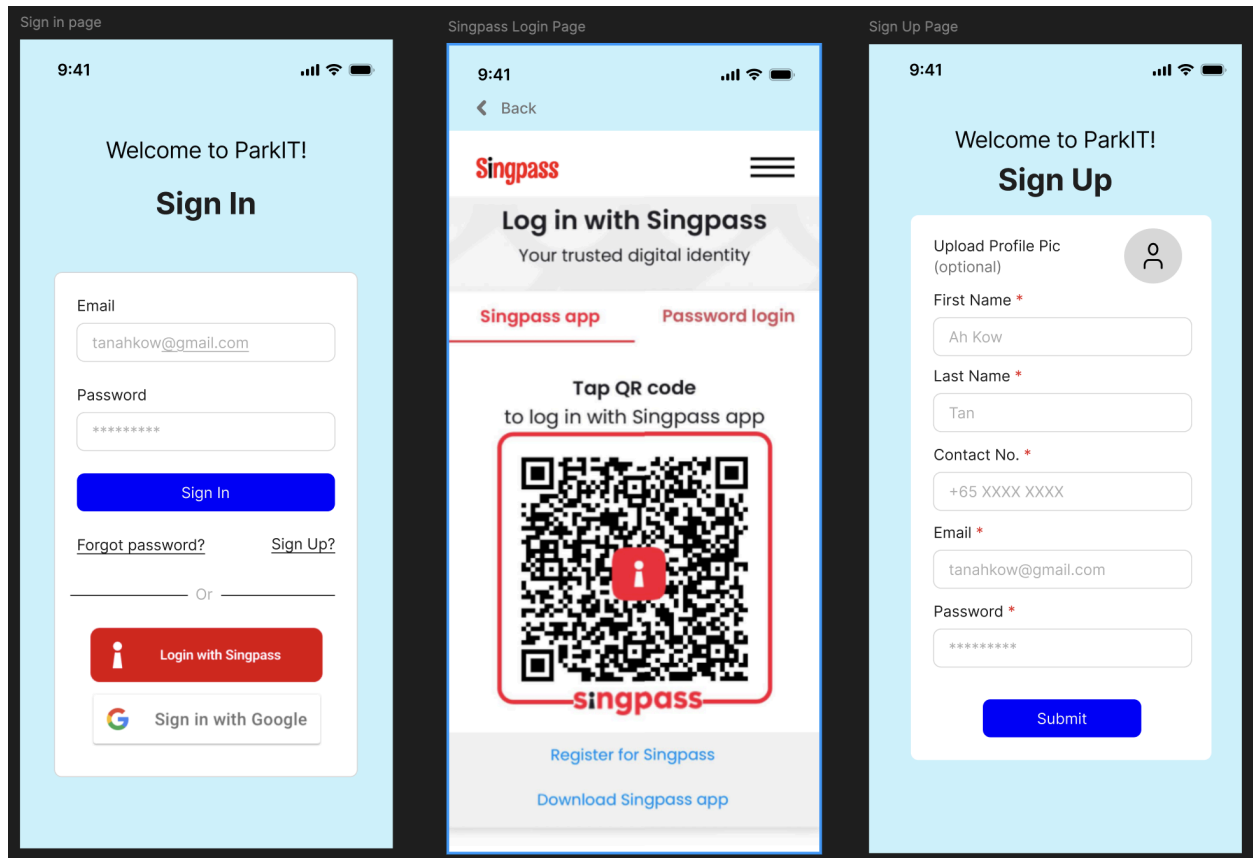 Sign in page
9:41
Welcome to ParkIT!
Sign In
Email
tanahkow@gmail.com
Password
*********
Sign In
Forgot password?
Sign Up?
Or
Login with Singpass
Sign in with Google
Singpass Login Page
9:41
Back
Singpass
Log in with Singpass
Your trusted digital identity
Singpass app
Password login
Tap QR code
to log in with Singpass app
singpass
Register for Singpass
Download Singpass app
Sign Up Page
9:41
Welcome to ParkIT!
Sign Up
Upload Profile Pic
(optional)
First Name *
Ah Kow
Last Name *
Tan
Contact No. *
+65 XXXX XXXX
Email *
tanahkow@gmail.com
Password *
*********
Submit